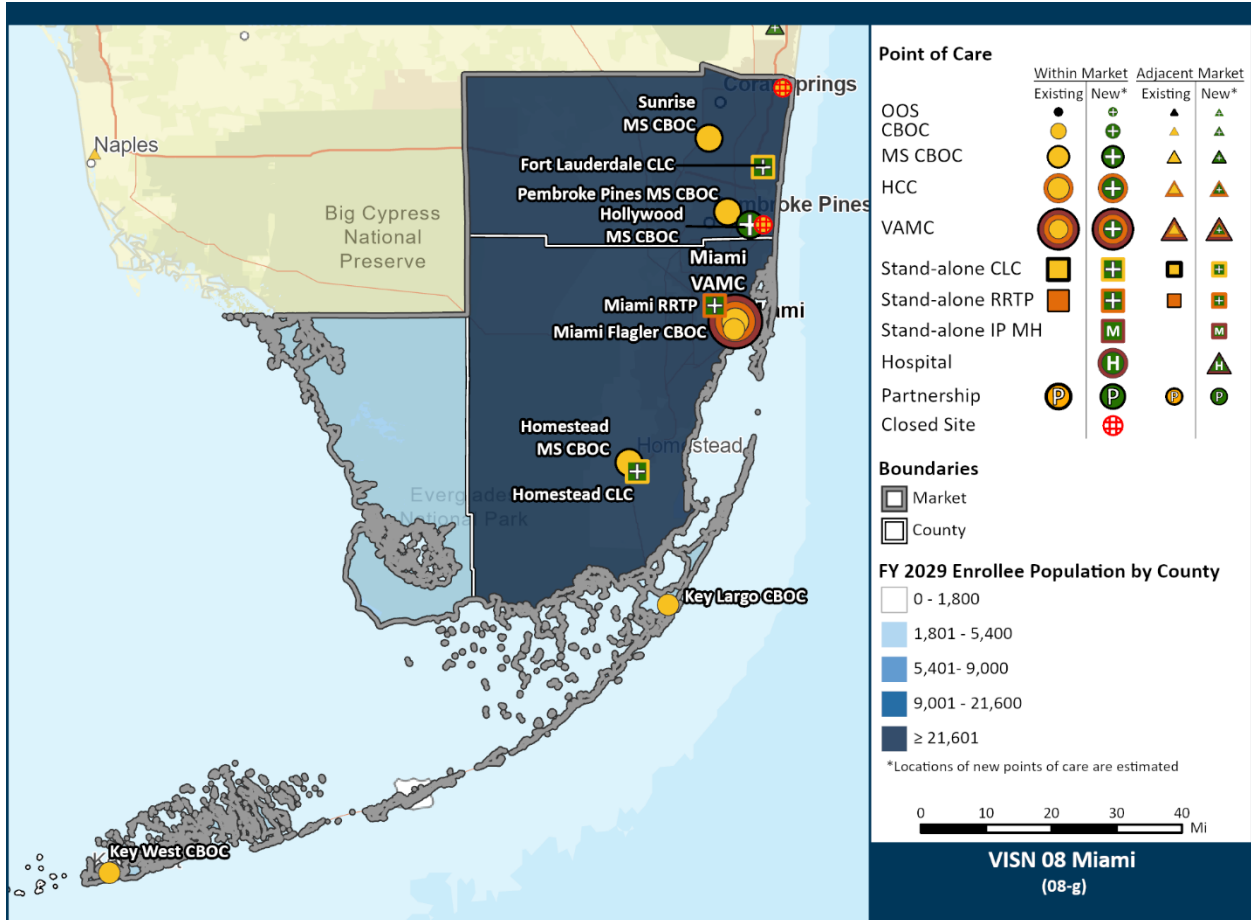 Coral Springs
Sunrise
MS CBOC
Naples
Fort Lauderdale CLC
Pembroke Pines MS CBOC
Pembroke Pines
Hollywood
MS CBOC
Big Cypress
National
Preserve
Miami
VAMC
Miami RRTP
Miami
Miami Flagler CBOC
Homestead
MS CBOC
Homestead
Homestead CLC
Everglades
National Park
Key Largo CBOC
Key West CBOC
Point of Care
Within Market Adjacent Market
Existing New* Existing New*
OOS
CBOC
MS CBOC
HCC
VAMC
Stand-alone CLC
Stand-alone RRTP
Stand-alone IP MH
M M
Hospital
H H
Partnership
P P P P
Closed Site
Boundaries
Market
County
FY 2029 Enrollee Population by County
0 - 1,800
1,801 - 5,400
5,401- 9,000
9,001 - 21,600
≥ 21,601
*Locations of new points of care are estimated
0 10 20 30 40
Mi
VISN 08 Miami
(08-g)